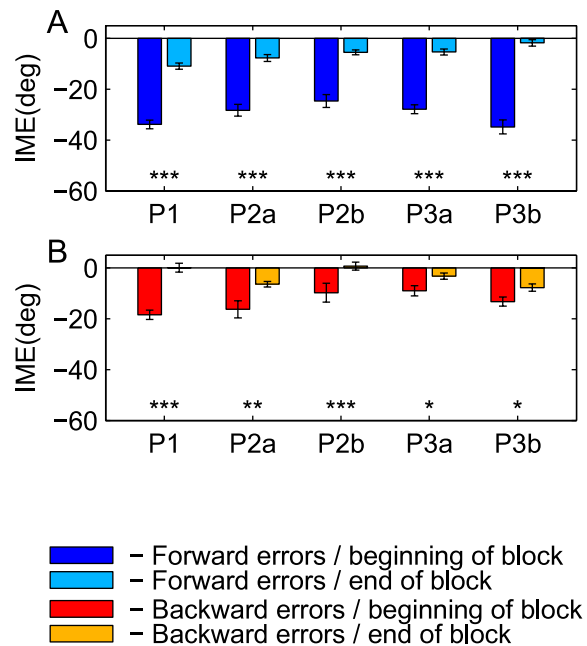 A
0
−20
−40
−60
IME(deg)
*** *** *** *** ***
P1 P2a P2b P3a P3b
B
0
−20
−40
−60
IME(deg)
*** ** *** * *
P1 P2a P2b P3a P3b
− Forward errors / beginning of block
− Forward errors / end of block
− Backward errors / beginning of block
− Backward errors / end of block